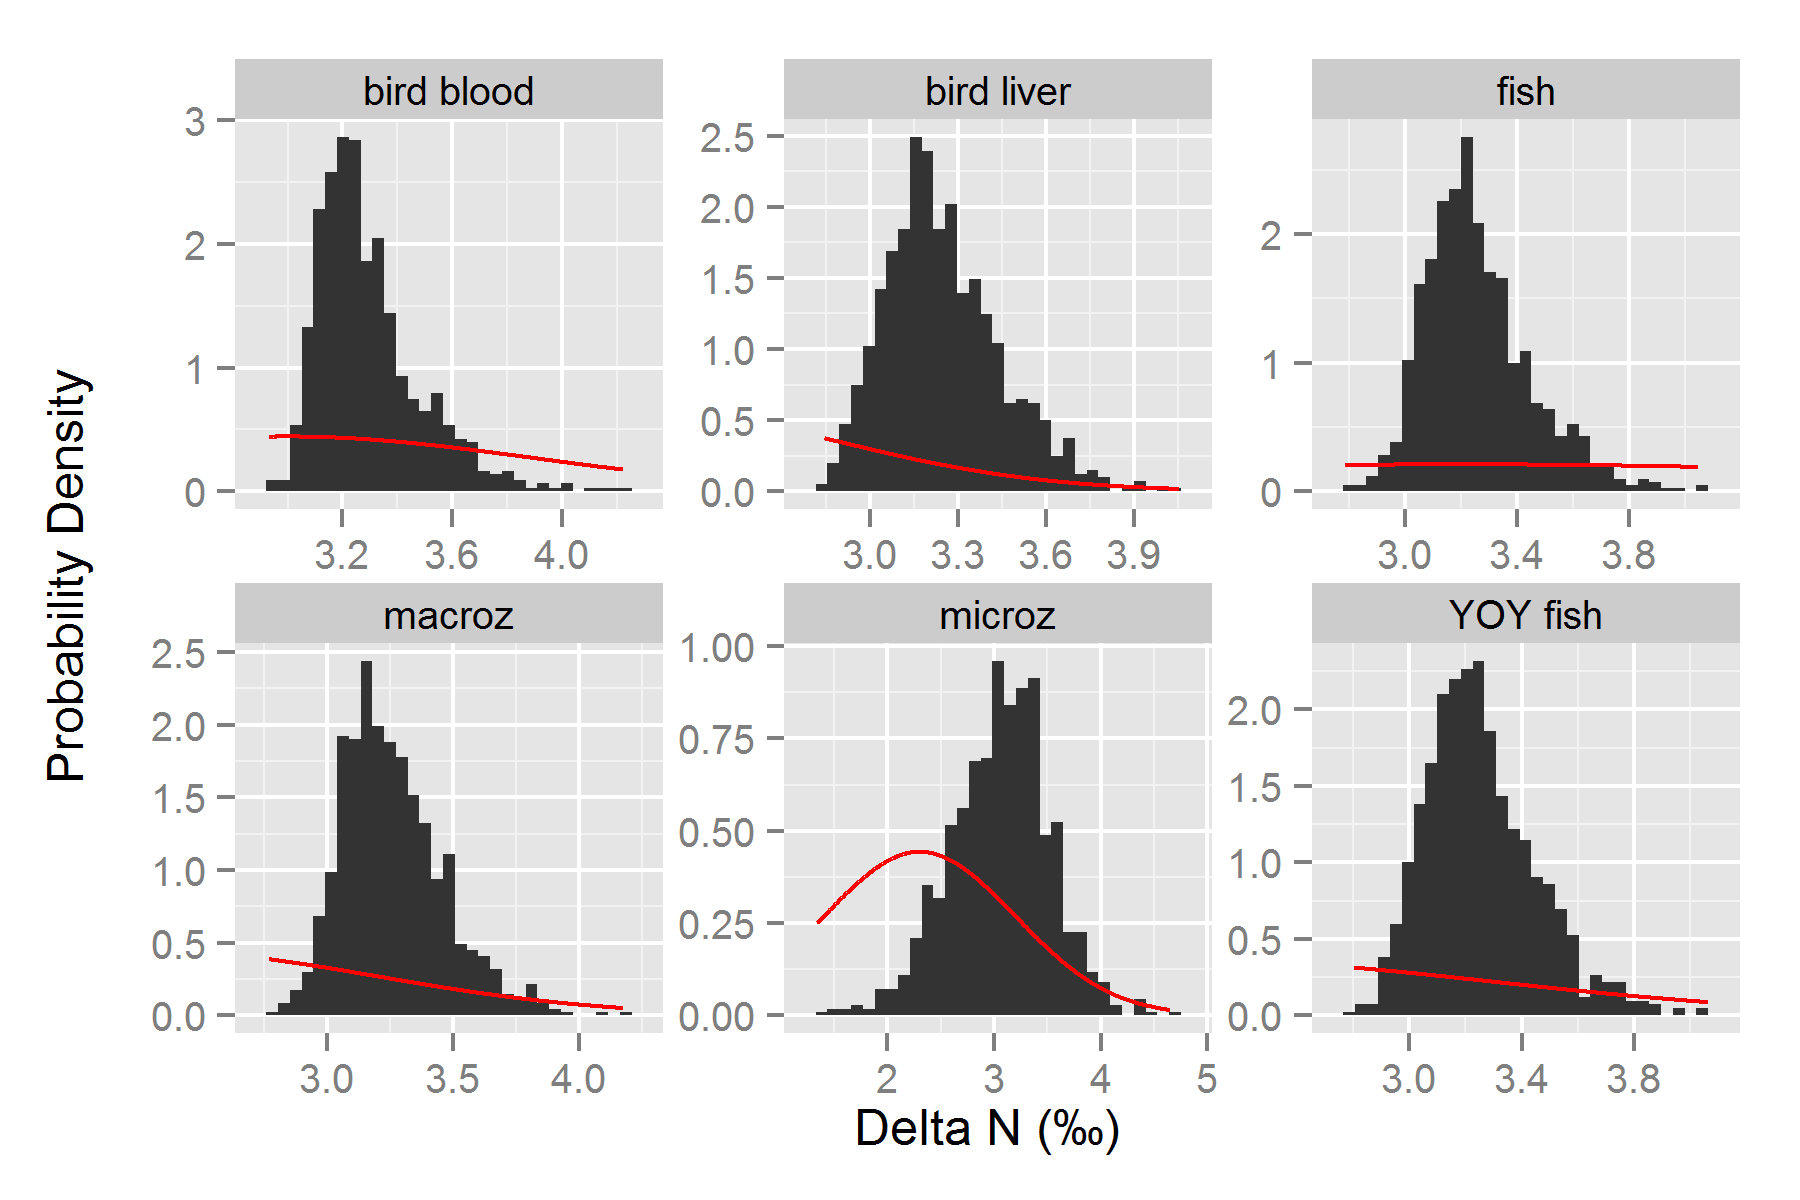 bird blood
bird liver
fish
3
2
1
0
2.5
2.0
1.5
1.0
0.5
0.0
2
1
0
3.2 3.6 4.0
3.0 3.3 3.6 3.9
3.0 3.4 3.8
Probability Density
macroz
microz
YOY fish
2.5
2.0
1.5
1.0
0.5
0.0
1.00
0.75
0.50
0.25
0.00
2.0
1.5
1.0
0.5
0.0
3.0 3.5 4.0
2 3 4 5
3.0 3.4 3.8
Delta N (‰)